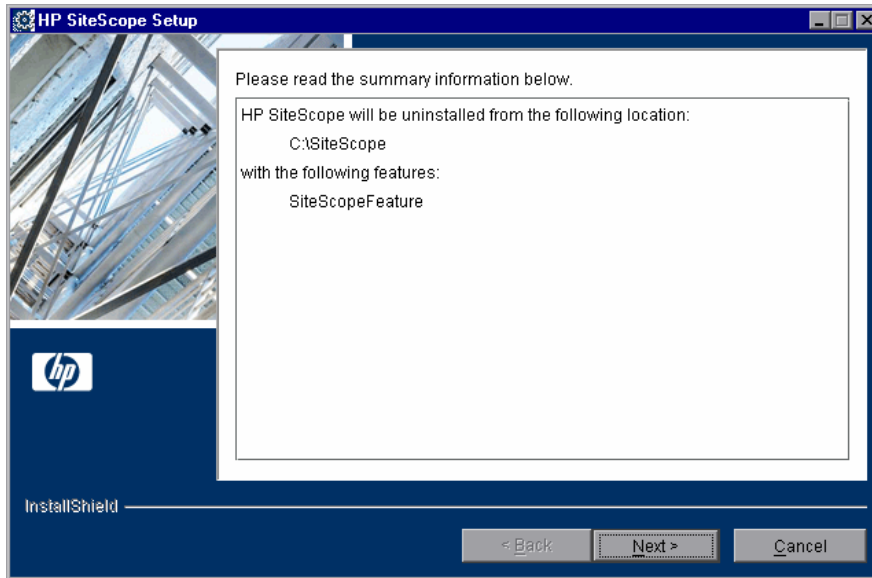 HP SiteScope Setup
Please read the summary information below.
HP SiteScope will be uninstalled from the following location:
C:\SiteScope
with the following features:
SiteScopeFeature
hp
InstallShield
< Back
Next >
Cancel